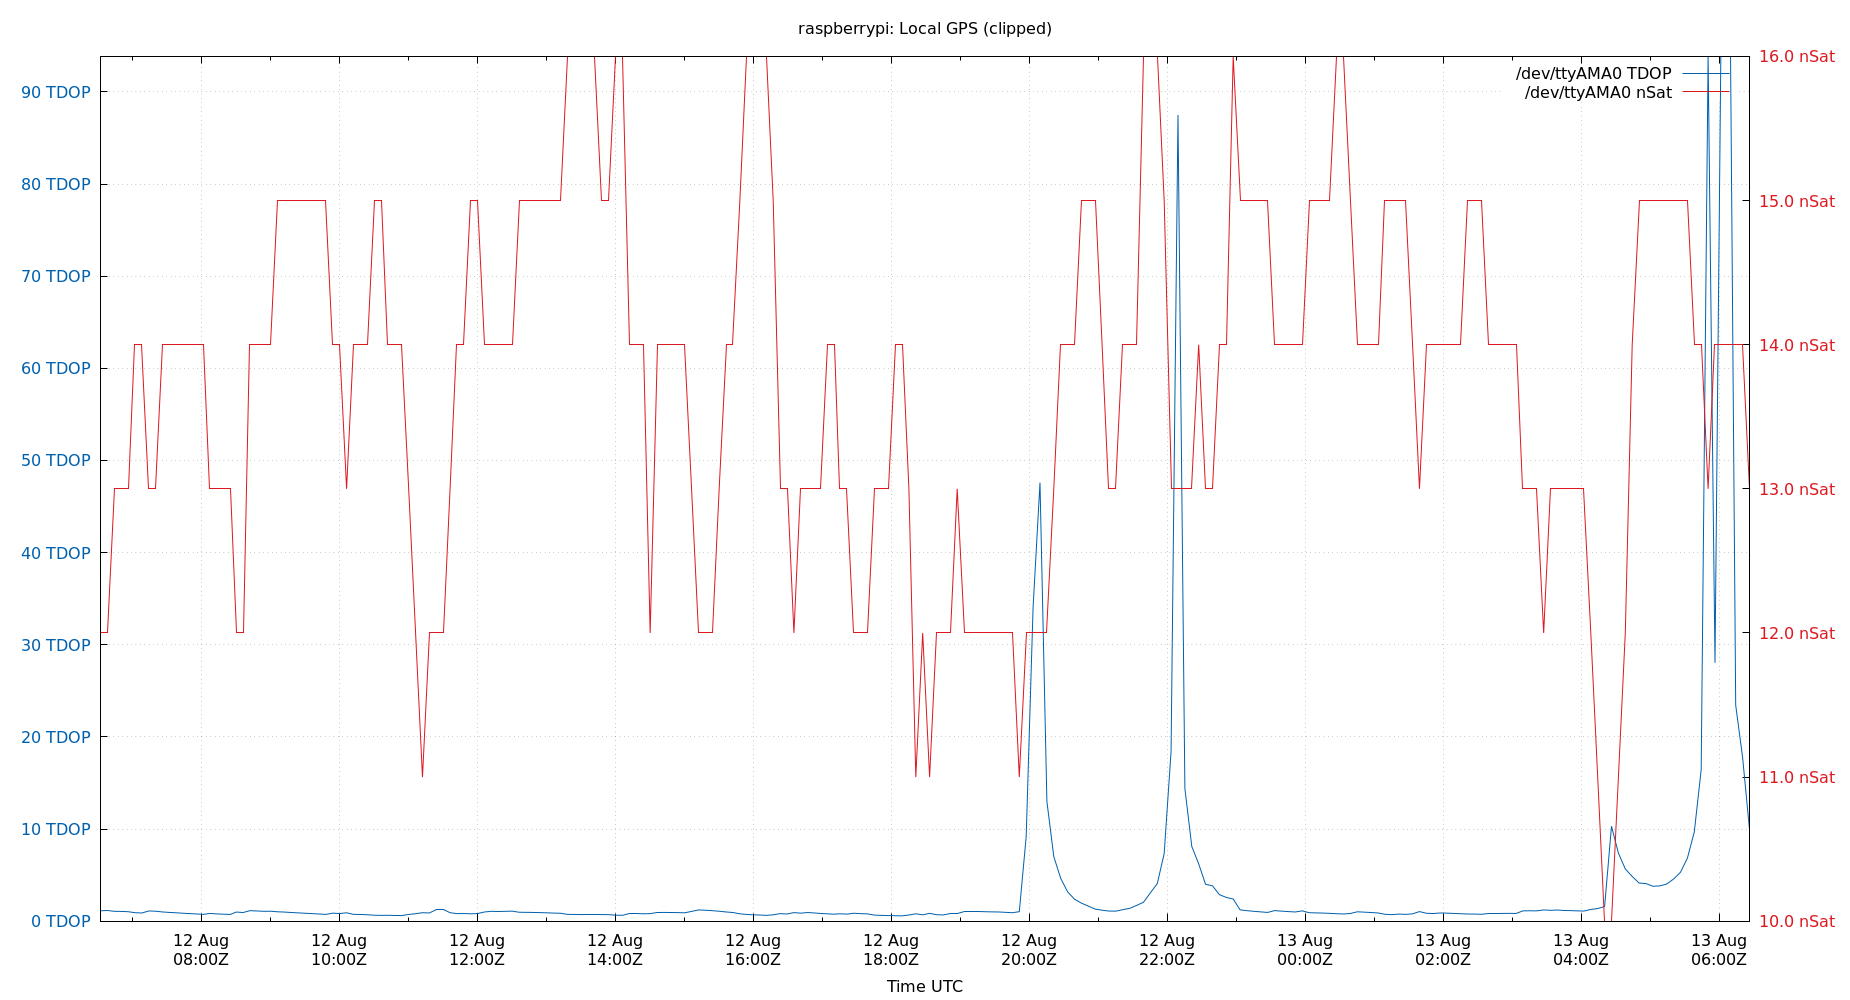 raspberrypi: Local GPS (clipped)
/dev/ttyAMA0 TDOP
/dev/ttyAMA0 nSat
90 TDOP
80 TDOP
70 TDOP
60 TDOP
50 TDOP
40 TDOP
30 TDOP
20 TDOP
10 TDOP
0 TDOP
16.0 nSat
15.0 nSat
14.0 nSat
13.0 nSat
12.0 nSat
11.0 nSat
10.0 nSat
12 Aug
08:00Z
12 Aug
10:00Z
12 Aug
12:00Z
12 Aug
14:00Z
12 Aug
16:00Z
12 Aug
18:00Z
12 Aug
20:00Z
12 Aug
22:00Z
13 Aug
00:00Z
13 Aug
02:00Z
13 Aug
04:00Z
13 Aug
06:00Z
Time UTC